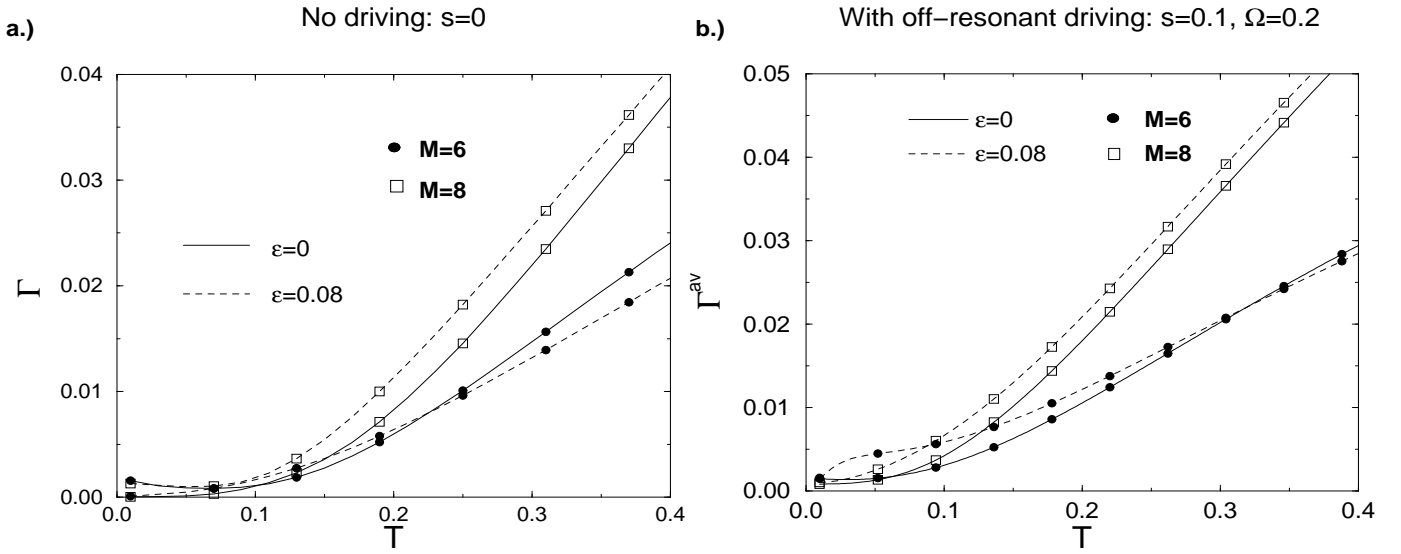 a.)
No driving: s=0
0.04
0.03
0.02
0.01
0.00
Γ
M=6
M=8
ε=0
ε=0.08
0.0 0.1 0.2 0.3 0.4
T
b.)
With off−resonant driving: s=0.1, Ω=0.2
0.05
0.04
0.03
0.02
0.01
0.00
Γav
ε=0 M=6
ε=0.08 M=8
0.0 0.1 0.2 0.3 0.4
T